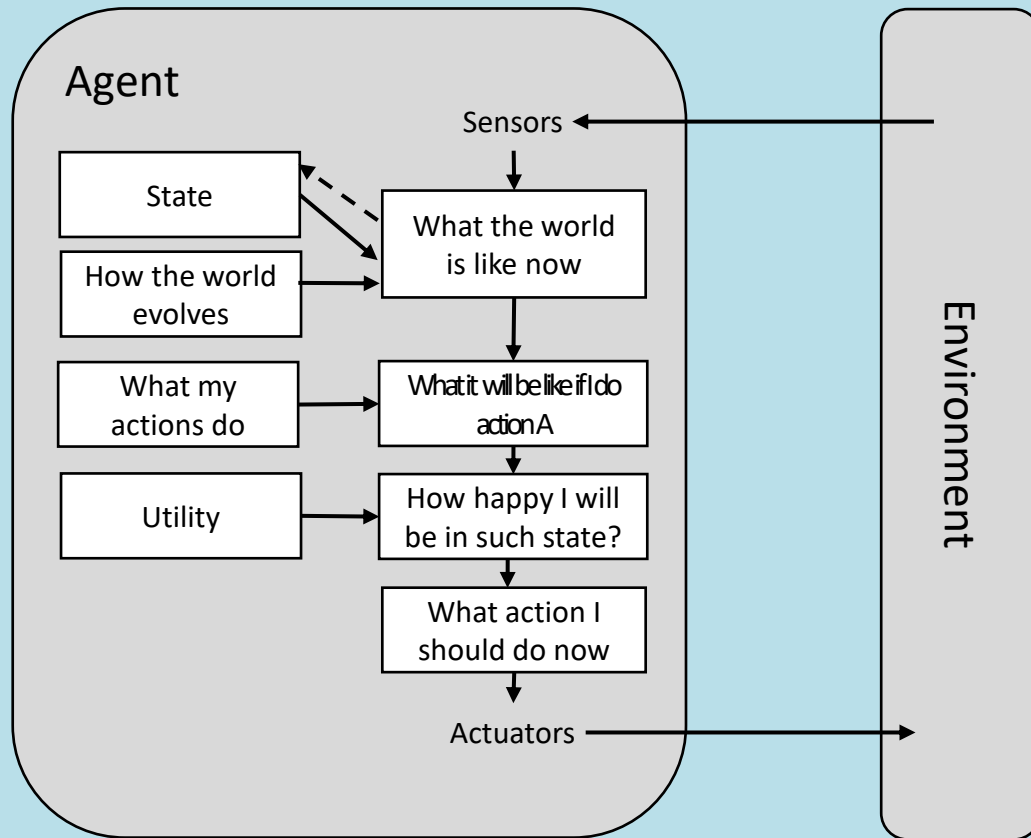 Agent
Sensors
State
What the world
is like now
How the world
evolves
What my
actions do
What it will be like if I do
action A
Utility
How happy I will
be in such state?
What action I
should do now
Actuators
Environment